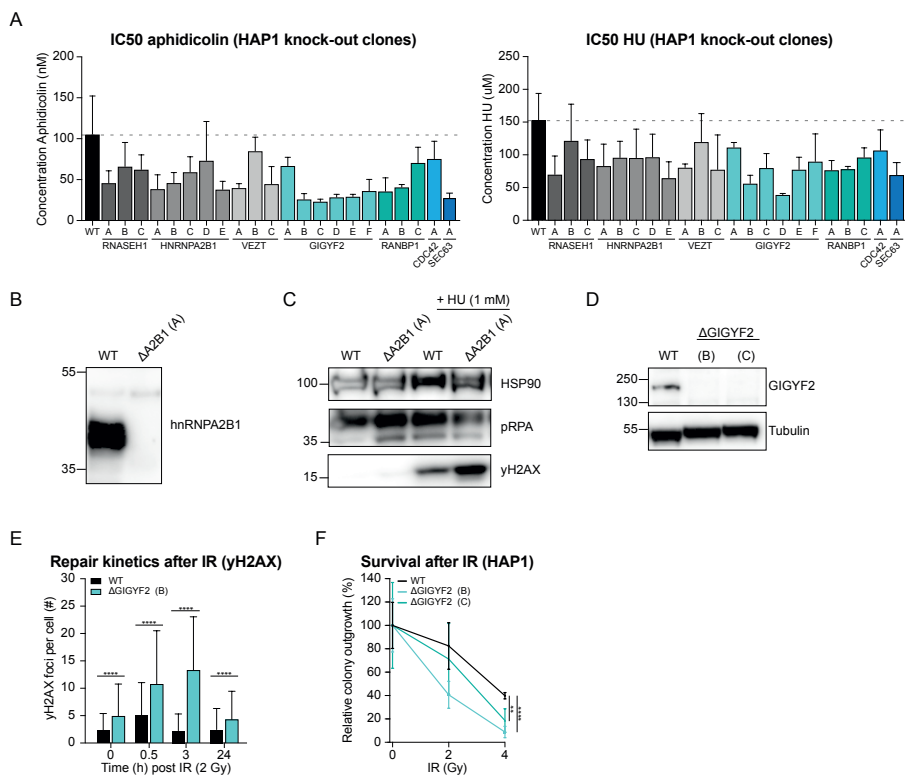 A
IC50 aphidicolin (HAP1 knock-out clones)
Concentration Aphidicolin (nM)
200
150
100
50
0
WT A B C A B C D E A B C A B C D E F A B C A A
RNASEH1 HNRNPA2B1 VEZT GIGYF2 RANBP1 CDC42 SEC63
IC50 HU (HAP1 knock-out clones)
Concentration HU (uM)
250
200
150
100
50
0
WT A B C A B C D E A B C A B C D E F A B C A A
RNASEH1 HNRNPA2B1 VEZT GIGYF2 RANBP1 CDC42 SEC63
B
WT ΔA2B1 (A)
55
35
hnRNPA2B1
C
+ HU (1 mM)
WT ΔA2B1 (A) WT ΔA2B1 (A)
100 HSP90
35 pRPA
15 yH2AX
D
ΔGIGYF2
WT (B) (C)
250
130
GIGYF2
55 Tubulin
E
Repair kinetics after IR (yH2AX)
WT
ΔGIGYF2 (B)
yH2AX foci per cell (#)
30
25
20
15
10
5
0
**** **** **** ****
0 0.5 3 24
Time (h) post IR (2 Gy)
F
Survival after IR (HAP1)
WT
ΔGIGYF2 (B)
ΔGIGYF2 (C)
Relative colony outgrowth (%)
140
120
100
80
60
40
20
0
** ****
0 2 4
IR (Gy)